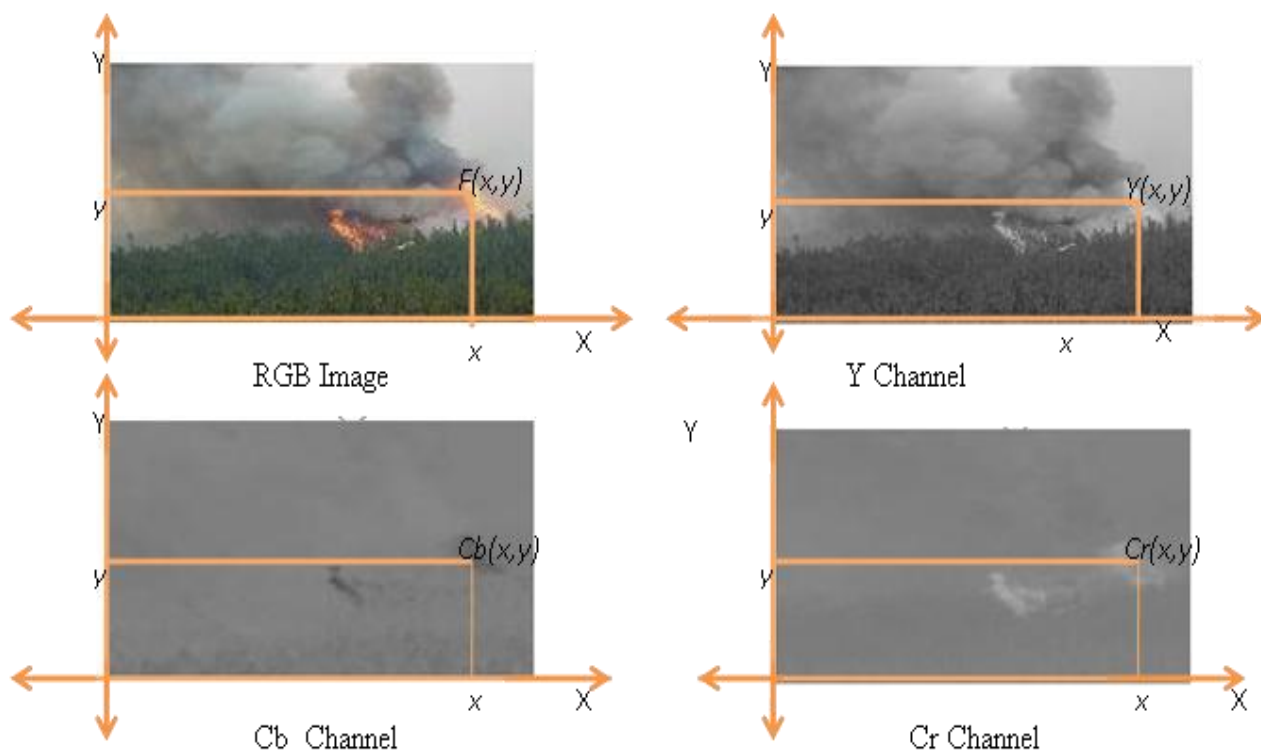 Y
F(x,y)
y
x
X
RGB Image
Y
Y(x,y)
y
x
X
Y Channel
Y
Cb(x,y)
y
x
X
Cb Channel
Y
Cr(x,y)
y
x
X
Cr Channel